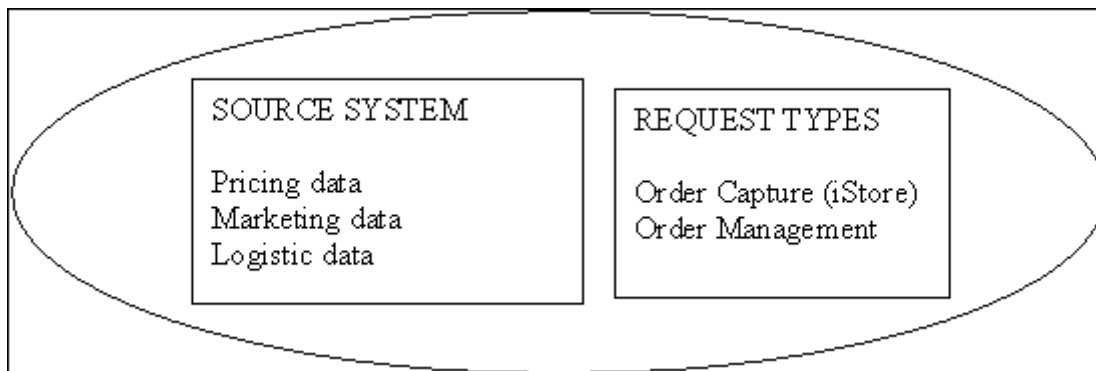 SOURCE SYSTEM
Pricing data
Marketing data
Logistic data
REQUEST TYPES
Order Capture (iStore)
Order Management